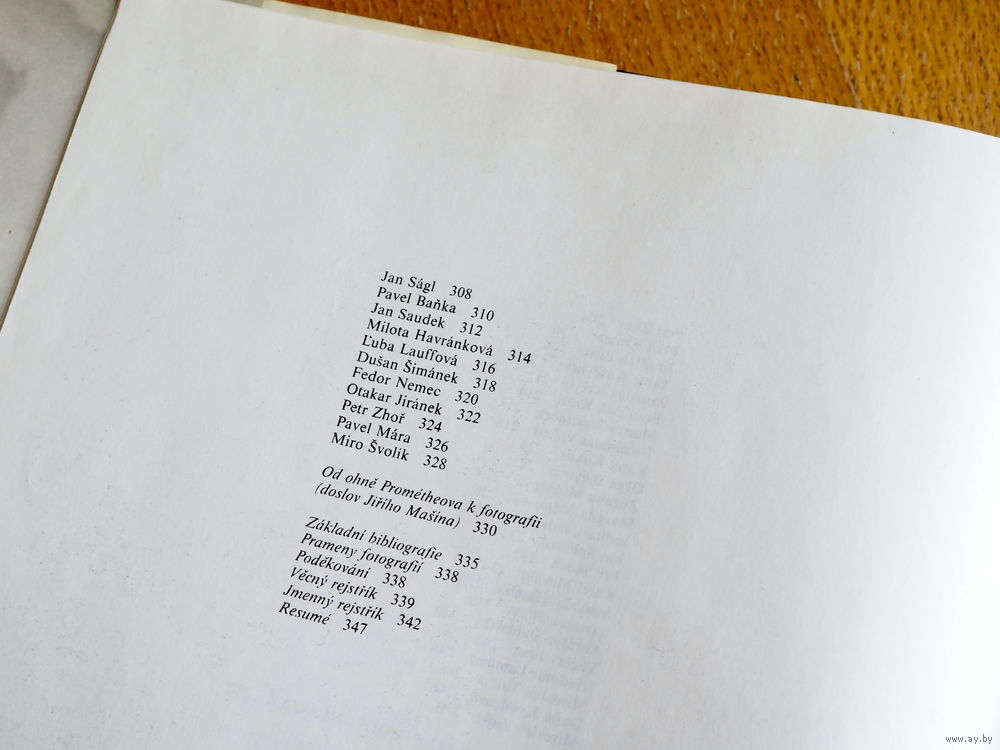 Jan Ságl 308
Pavel Baňka 310
Jan Saudek 312
Milota Havránková 314
Ľuba Lauffová 316
Dušan Šimánek 318
Fedor Nemec 320
Otakar Jiránek 322
Petr Zhoř 324
Pavel Mára 326
Miro Švolík 328
Od ohně Prométheova k fotografii
(doslov Jiřího Mašína) 330
Základní bibliografie 335
Prameny fotografií 338
Poděkování 338
Věcný rejstřík 339
Jmenný rejstřík 342
Resumé 347
www.ay.by